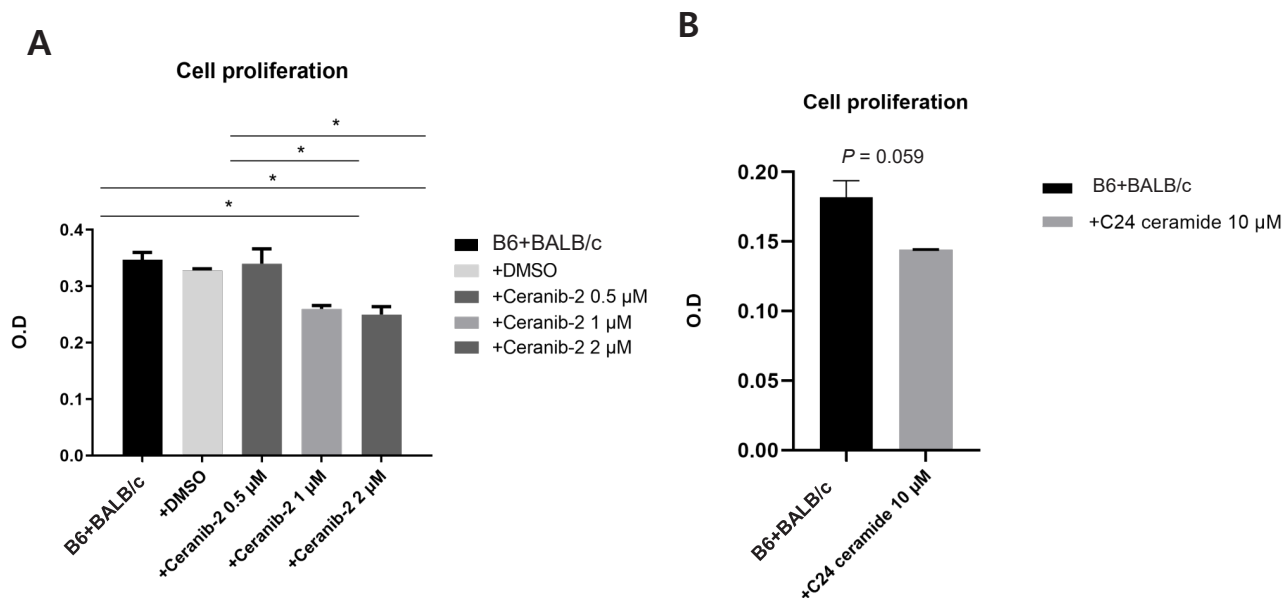 A
Cell proliferation
*
*
*
*
0.4
0.3
0.2
0.1
0.0
O.D
B6+BALB/c
+DMSO
+Ceranib-2 0.5 µM
+Ceranib-2 1 µM
+Ceranib-2 2 µM
B6+BALB/c
+DMSO
+Ceranib-2 0.5 µM
+Ceranib-2 1 µM
+Ceranib-2 2 µM
B
Cell proliferation
P = 0.059
0.20
0.15
0.10
0.05
0.00
O.D
B6+BALB/c
+C24 ceramide 10 µM
B6+BALB/c
+C24 ceramide 10 µM